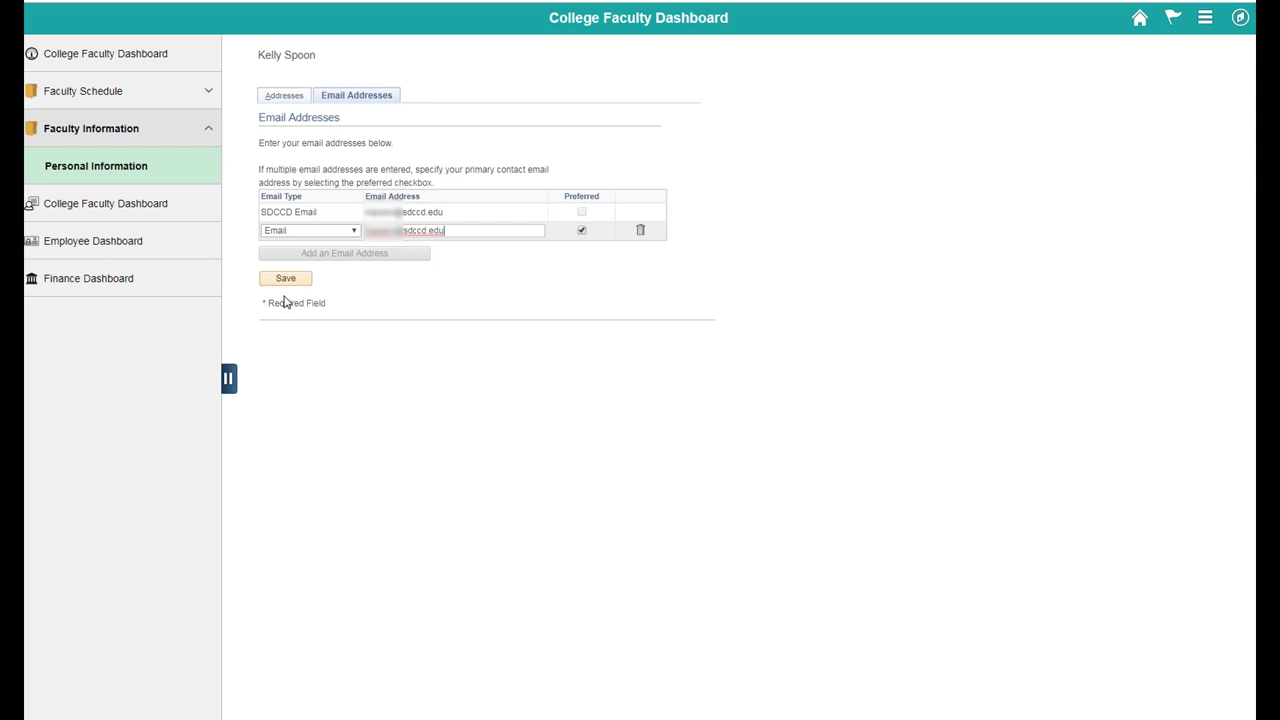 College Faculty Dashboard
College Faculty Dashboard
Faculty Schedule
Faculty Information
Personal Information
College Faculty Dashboard
Employee Dashboard
Finance Dashboard
Kelly Spoon
Addresses Email Addresses
Email Addresses
Enter your email addresses below.
If multiple email addresses are entered, specify your primary contact email
address by selecting the preferred checkbox.
Email Type Email Address Preferred
SDCCD Email sdccd.edu
Email sdccd.edu
Add an Email Address
Save
* Required Field